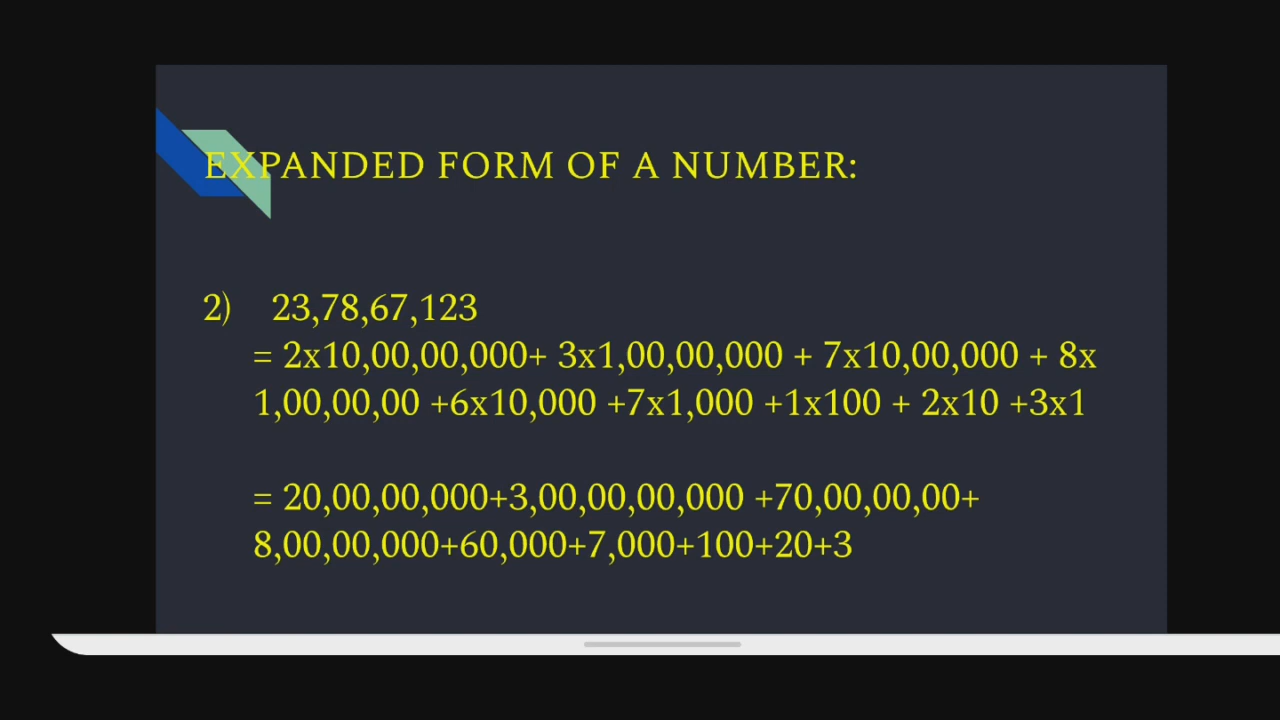 EXPANDED FORM OF A NUMBER:
2) 23,78,67,123
= 2x10,00,00,000+ 3x1,00,00,000 + 7x10,00,000 + 8x
1,00,00,00 +6x10,000 +7x1,000 +1x100 + 2x10 +3x1
= 20,00,00,000+3,00,00,00,000 +70,00,00,00+
8,00,00,000+60,000+7,000+100+20+3